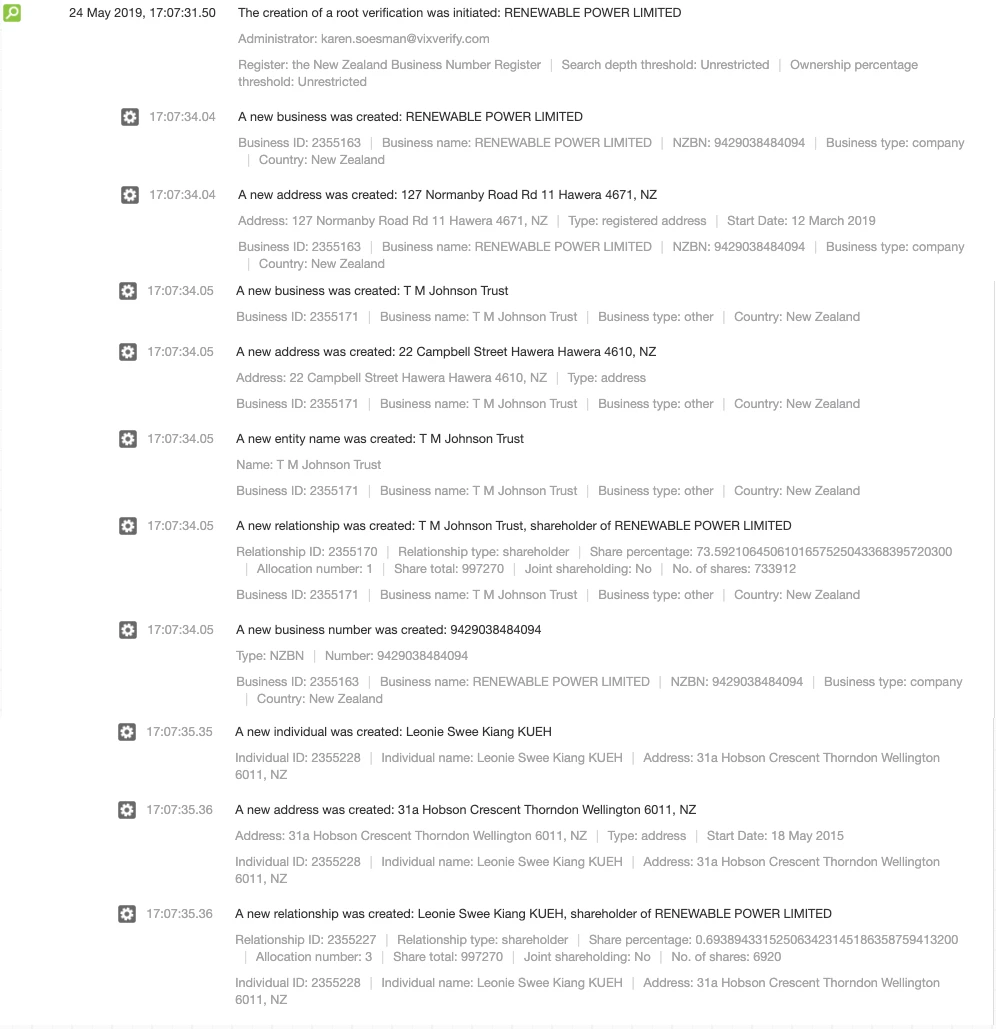 24 May 2019, 17:07:31.50 The creation of a root verification was initiated: RENEWABLE POWER LIMITED
Administrator: karen.soesman@vixverify.com
Register: the New Zealand Business Number Register | Search depth threshold: Unrestricted | Ownership percentage
threshold: Unrestricted
17:07:34.04 A new business was created: RENEWABLE POWER LIMITED
Business ID: 2355163 | Business name: RENEWABLE POWER LIMITED | NZBN: 9429038484094 | Business type: company
| Country: New Zealand
17:07:34.04 A new address was created: 127 Normanby Road Rd 11 Hawera 4671, NZ
Address: 127 Normanby Road Rd 11 Hawera 4671, NZ | Type: registered address | Start Date: 12 March 2019
Business ID: 2355163 | Business name: RENEWABLE POWER LIMITED | NZBN: 9429038484094 | Business type: company
| Country: New Zealand
17:07:34.05 A new business was created: T M Johnson Trust
Business ID: 2355171 | Business name: T M Johnson Trust | Business type: other | Country: New Zealand
17:07:34.05 A new address was created: 22 Campbell Street Hawera Hawera 4610, NZ
Address: 22 Campbell Street Hawera Hawera 4610, NZ | Type: address
Business ID: 2355171 | Business name: T M Johnson Trust | Business type: other | Country: New Zealand
17:07:34.05 A new entity name was created: T M Johnson Trust
Name: T M Johnson Trust
Business ID: 2355171 | Business name: T M Johnson Trust | Business type: other | Country: New Zealand
17:07:34.05 A new relationship was created: T M Johnson Trust, shareholder of RENEWABLE POWER LIMITED
Relationship ID: 2355170 | Relationship type: shareholder | Share percentage: 73.5921064506101657525043368395720300
| Allocation number: 1 | Share total: 997270 | Joint shareholding: No | No. of shares: 733912
Business ID: 2355171 | Business name: T M Johnson Trust | Business type: other | Country: New Zealand
17:07:34.05 A new business number was created: 9429038484094
Type: NZBN | Number: 9429038484094
Business ID: 2355163 | Business name: RENEWABLE POWER LIMITED | NZBN: 9429038484094 | Business type: company
| Country: New Zealand
17:07:35.35 A new individual was created: Leonie Swee Kiang KUEH
Individual ID: 2355228 | Individual name: Leonie Swee Kiang KUEH | Address: 31a Hobson Crescent Thorndon Wellington
6011, NZ
17:07:35.36 A new address was created: 31a Hobson Crescent Thorndon Wellington 6011, NZ
Address: 31a Hobson Crescent Thorndon Wellington 6011, NZ | Type: address | Start Date: 18 May 2015
Individual ID: 2355228 | Individual name: Leonie Swee Kiang KUEH | Address: 31a Hobson Crescent Thorndon Wellington
6011, NZ
17:07:35.36 A new relationship was created: Leonie Swee Kiang KUEH, shareholder of RENEWABLE POWER LIMITED
Relationship ID: 2355227 | Relationship type: shareholder | Share percentage: 0.6938943315250634231451863587594​13200
| Allocation number: 3 | Share total: 997270 | Joint shareholding: No | No. of shares: 6920
Individual ID: 2355228 | Individual name: Leonie Swee Kiang KUEH | Address: 31a Hobson Crescent Thorndon Wellington
6011, NZ